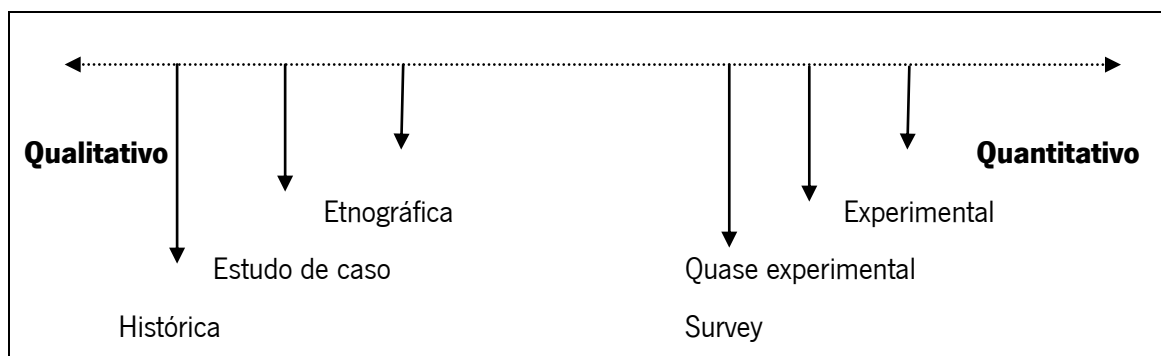 Qualitativo Quantitativo
Etnográfica Experimental
Estudo de caso Quase experimental
Histórica Survey